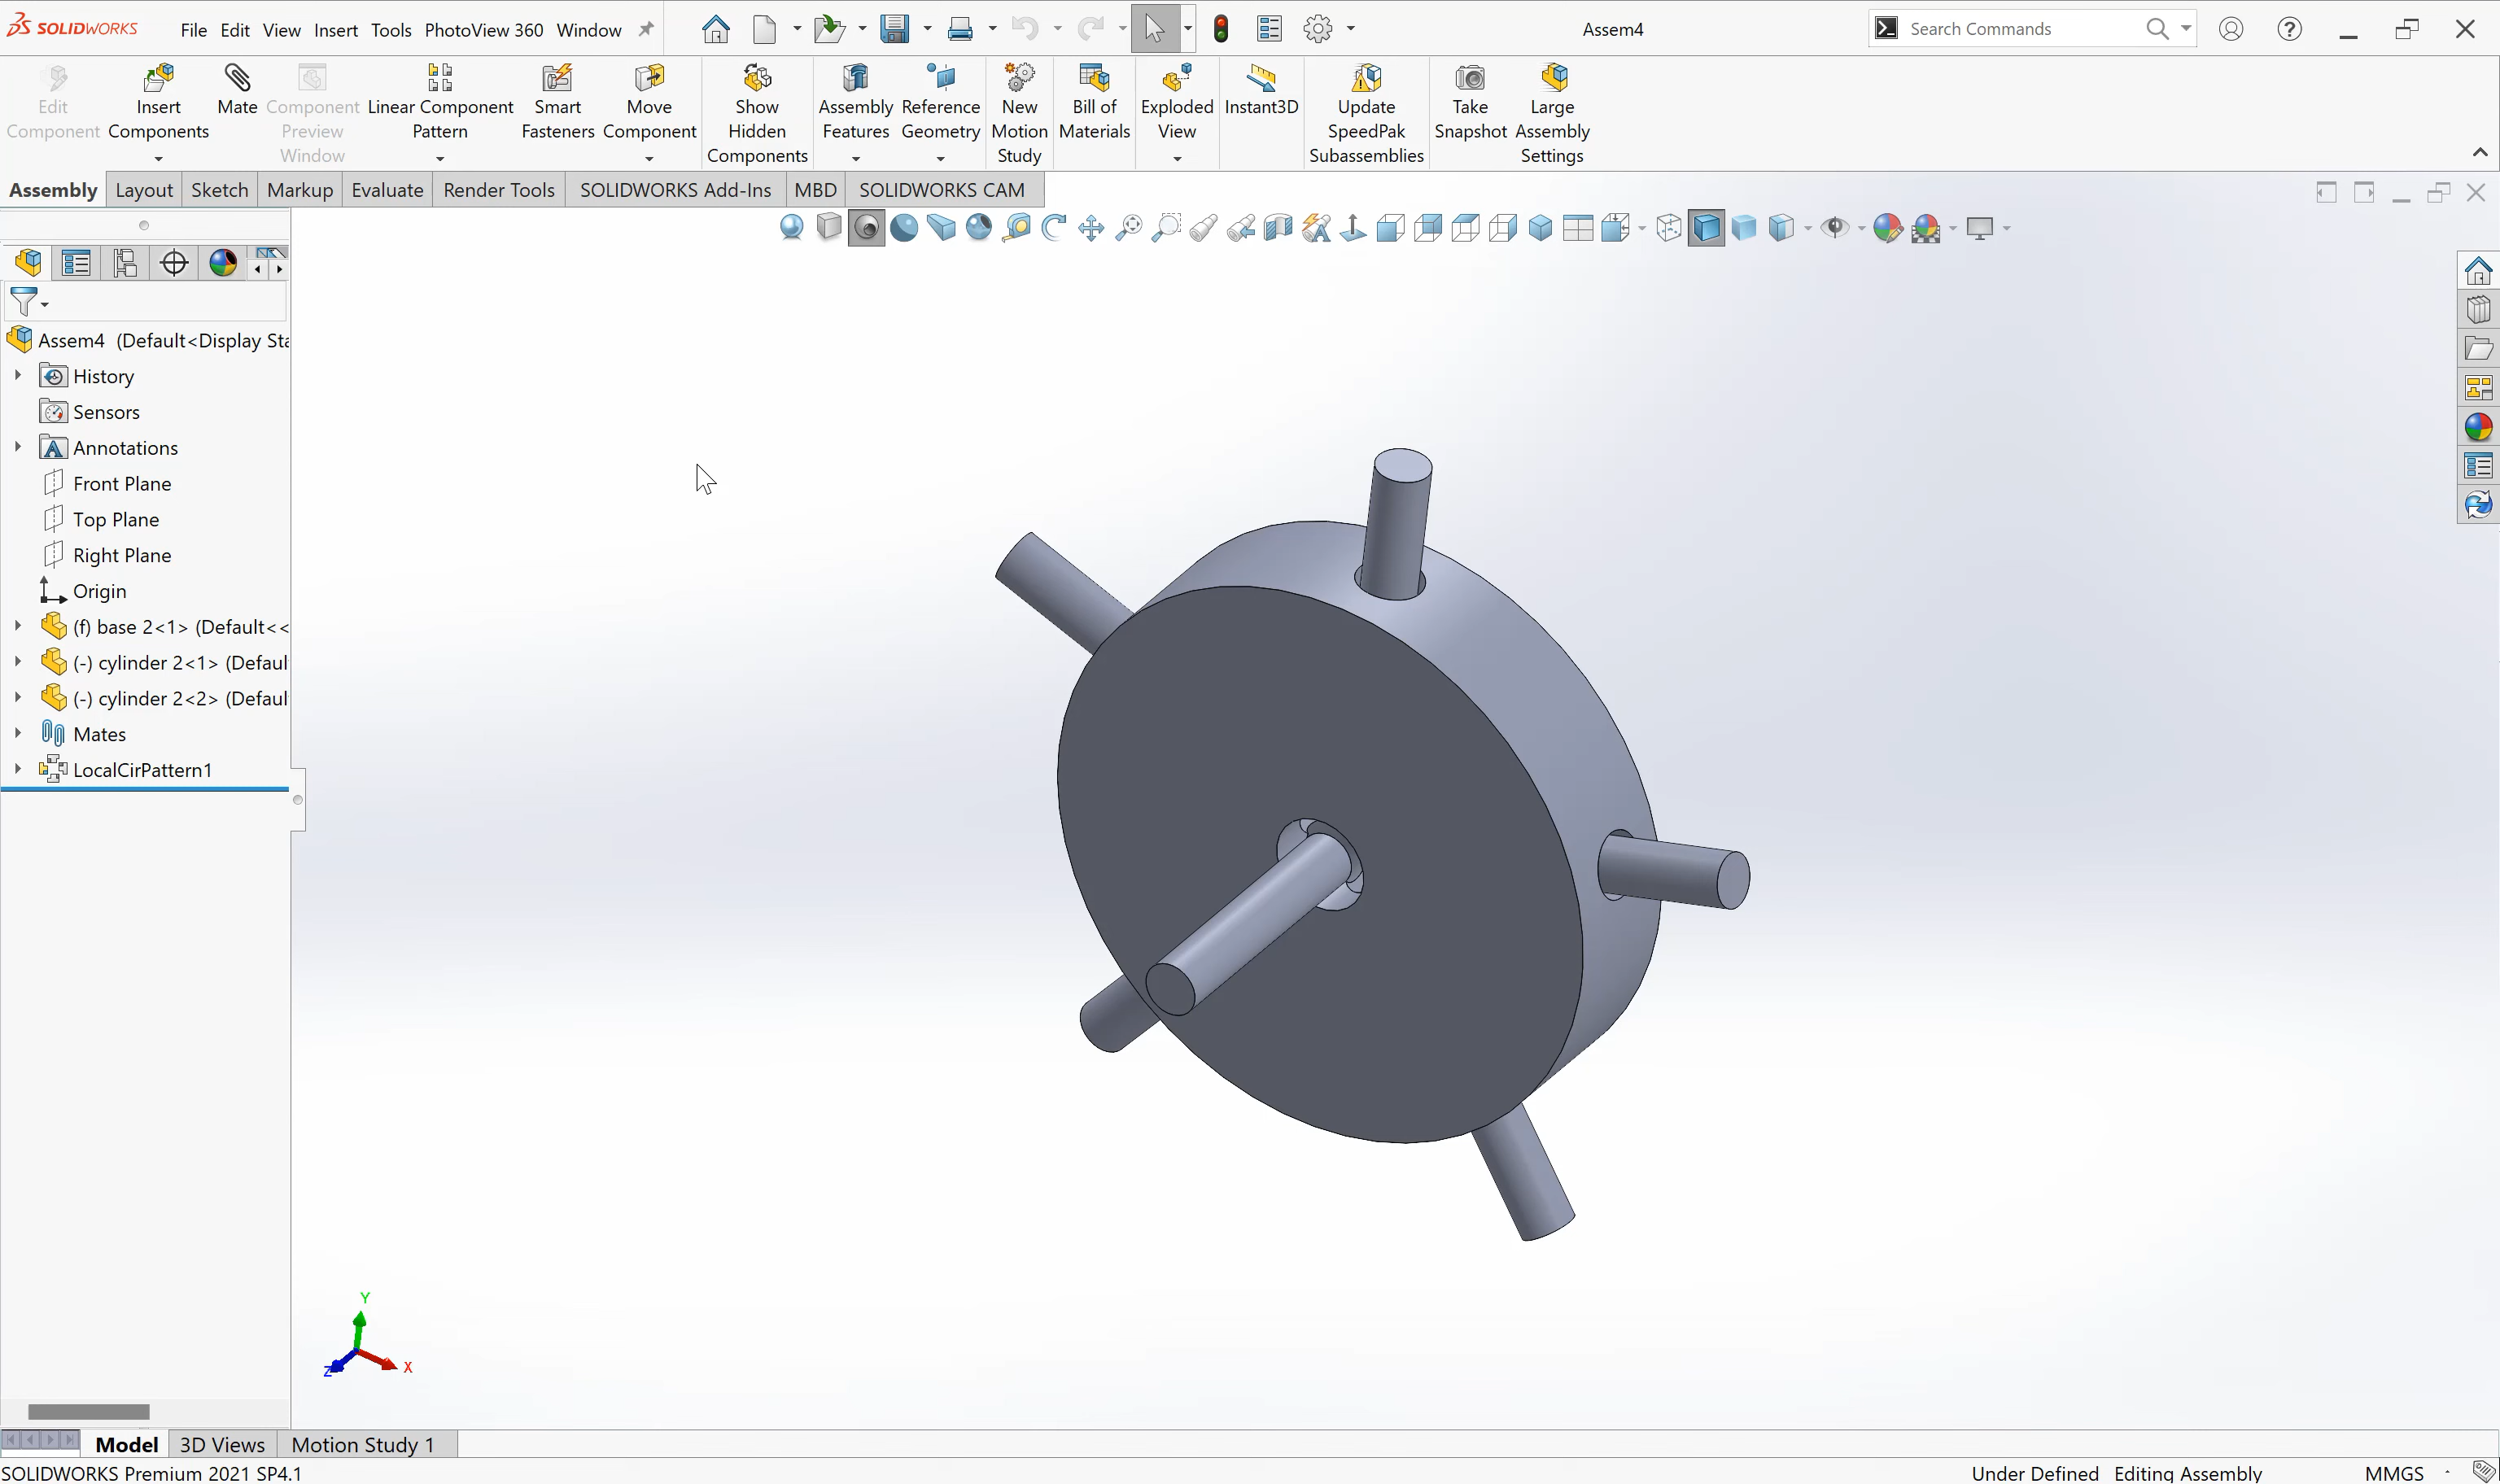 SOLIDWORKS File Edit View Insert Tools PhotoView 360 Window Assem4 Search Commands
Edit Component
Insert Components
Mate
Component Preview Window
Linear Component Pattern
Smart Fasteners
Move Component
Show Hidden Components
Assembly Features
Reference Geometry
New Motion Study
Bill of Materials
Exploded View
Instant3D
Update SpeedPak Subassemblies
Take Snapshot
Large Assembly Settings
Assembly Layout Sketch Markup Evaluate Render Tools SOLIDWORKS Add-Ins MBD SOLIDWORKS CAM
Assem4 (Default<Display Sta
History
Sensors
Annotations
Front Plane
Top Plane
Right Plane
Origin
(f) base 2<1> (Default<<
(-) cylinder 2<1> (Defaul
(-) cylinder 2<2> (Defaul
Mates
LocalCirPattern1
Y
Z
X
Model 3D Views Motion Study 1
SOLIDWORKS Premium 2021 SP4.1 Under Defined Editing Assembly MMGS